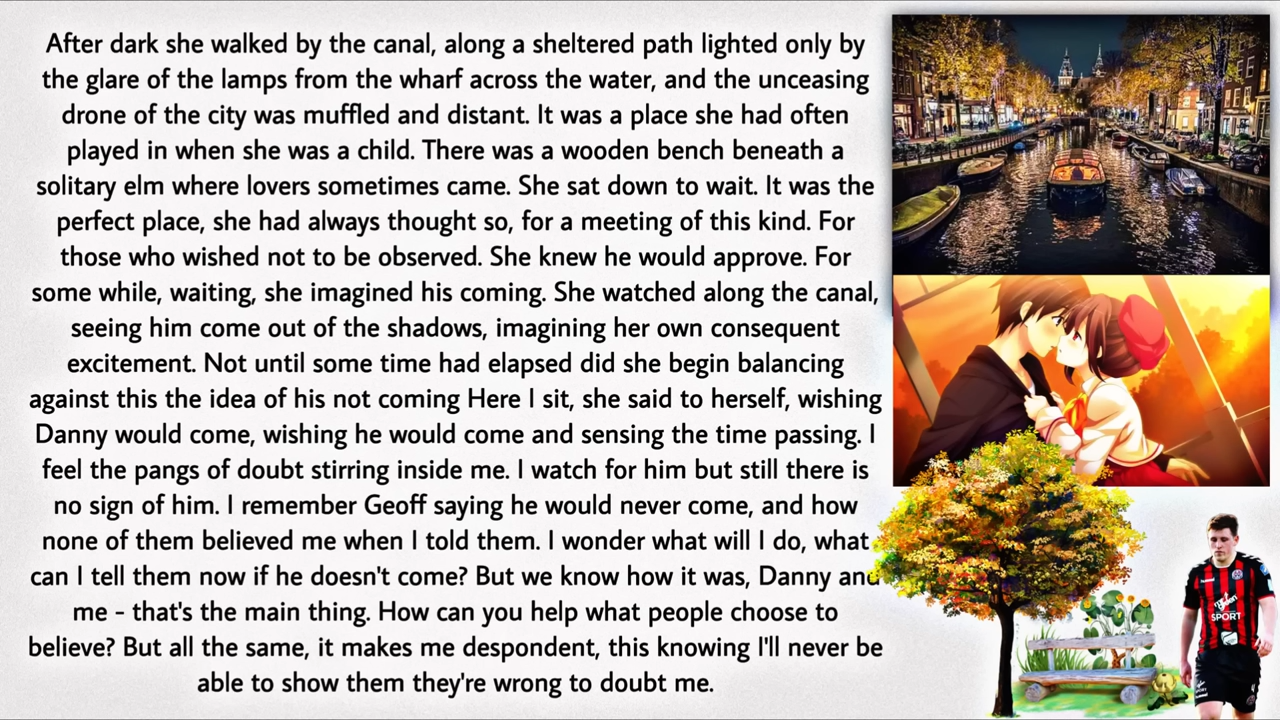 After dark she walked by the canal, along a sheltered path lighted only by
the glare of the lamps from the wharf across the water, and the unceasing
drone of the city was muffled and distant. It was a place she had often
played in when she was a child. There was a wooden bench beneath a
solitary elm where lovers sometimes came. She sat down to wait. It was the
perfect place, she had always thought so, for a meeting of this kind. For
those who wished not to be observed. She knew he would approve. For
some while, waiting, she imagined his coming. She watched along the canal,
seeing him come out of the shadows, imagining her own consequent
excitement. Not until some time had elapsed did she begin balancing
against this the idea of his not coming Here I sit, she said to herself, wishing
Danny would come, wishing he would come and sensing the time passing. I
feel the pangs of doubt stirring inside me. I watch for him but still there is
no sign of him. I remember Geoff saying he would never come, and how
none of them believed me when I told them. I wonder what will I do, what
can I tell them now if he doesn't come? But we know how it was, Danny and
me - that's the main thing. How can you help what people choose to
believe? But all the same, it makes me despondent, this knowing I'll never be
able to show them they're wrong to doubt me.
SPORT